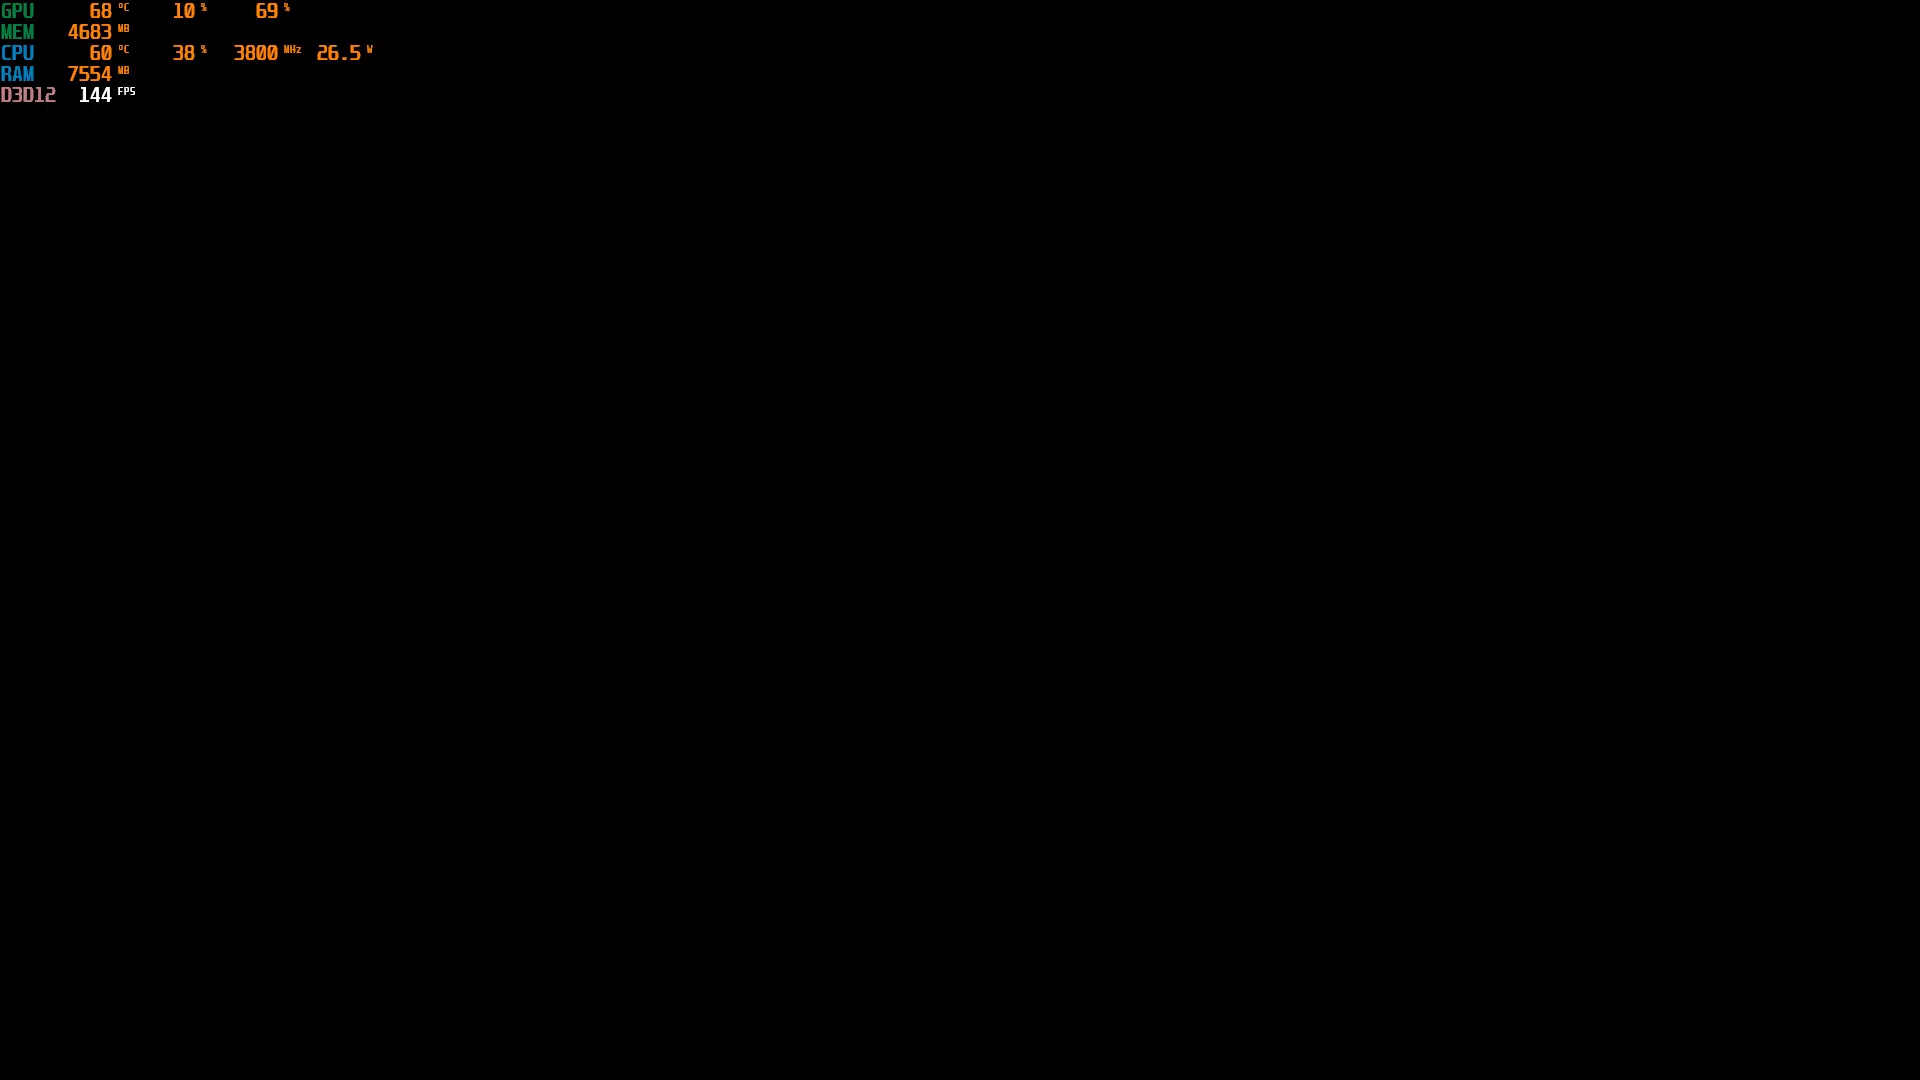 GPU 68 °C 10 % 69 %
MEM 4683 MB
CPU 60 °C 38 % 3800 MHz 26.5 W
RAM 7554 MB
D3D12 144 FPS